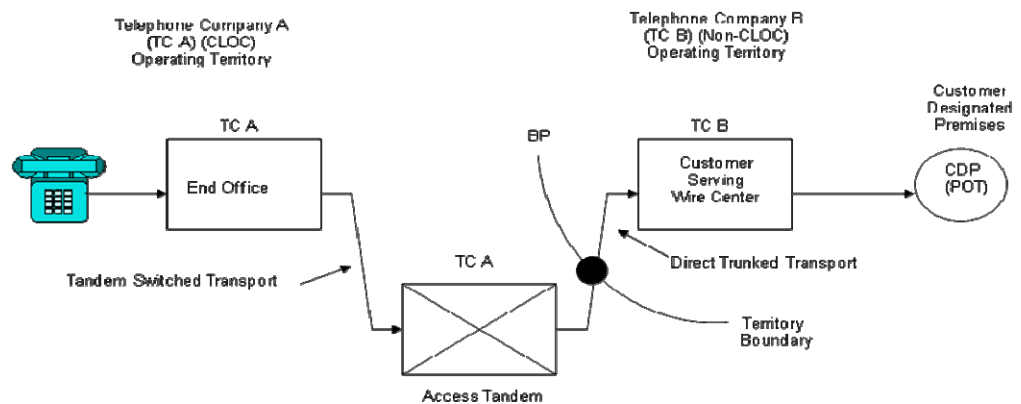 Telephone Company A
(TC A) (CLOC)
Operating Territory
Telephone Company B
(TC B) (Non-CLOC)
Operating Territory
Customer
Designated
Premises
TC A
End Office
BP
TC B
Customer
Serving
Wire Center
CDP
(POT)
Tandem Switched Transport
TC A
Direct Trunked Transport
Territory
Boundary
Access Tandem